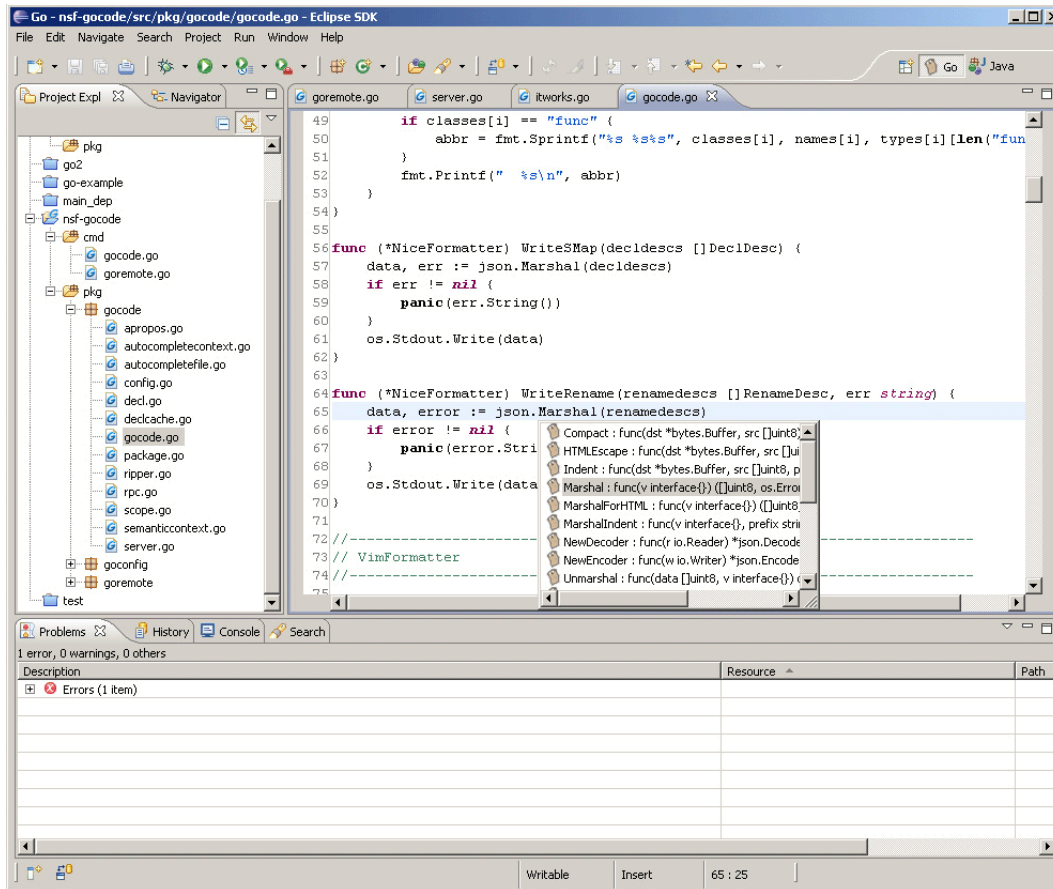 Go - nsf-gocode/src/pkg/gocode/gocode.go - Eclipse SDK
File Edit Navigate Search Project Run Window Help
Go Java
Project Expl Navigator
pkg
go2
go-example
main_dep
nsf-gocode
cmd
gocode.go
goremote.go
pkg
gocode
apropos.go
autocompletecontext.go
autocompletefile.go
config.go
decl.go
declcache.go
gocode.go
package.go
ripper.go
rpc.go
scope.go
semanticcontext.go
server.go
goconfig
goremote
test
goremote.go server.go itworks.go gocode.go
49 if classes[i] == "func" {
50 abbr = fmt.Sprintf("%s %s%s", classes[i], names[i], types[i][len("fun
51 }
52 fmt.Printf("  %s\n", abbr)
53 }
54 }
55
56 func (*NiceFormatter) WriteSMap(decldescs []DeclDesc) {
57 data, err := json.Marshal(decldescs)
58 if err != nil {
59 panic(err.String())
60 }
61 os.Stdout.Write(data)
62 }
63
64 func (*NiceFormatter) WriteRename(renamedescs []RenameDesc, err string) {
65 data, error := json.Marshal(renamedescs)
66 if error != nil {
67 panic(error.Stri
68 }
69 os.Stdout.Write(data
70 }
71
72 //------------------------------------------------------------------------
73 // VimFormatter
74 //------------------------------------------------------------------------
75
Compact : func(dst *bytes.Buffer, src []uint8)
HTMLEscape : func(dst *bytes.Buffer, src []ui
Indent : func(dst *bytes.Buffer, src []uint8, p
Marshal : func(v interface{}) ([]uint8, os.Error
MarshalForHTML : func(v interface{}) ([]uint8
MarshalIndent : func(v interface{}, prefix stri
NewDecoder : func(r io.Reader) *json.Decode
NewEncoder : func(w io.Writer) *json.Encode
Unmarshal : func(data []uint8, v interface{})
Problems History Console Search
1 error, 0 warnings, 0 others
Description Resource Path
Errors (1 item)
Writable Insert 65 : 25